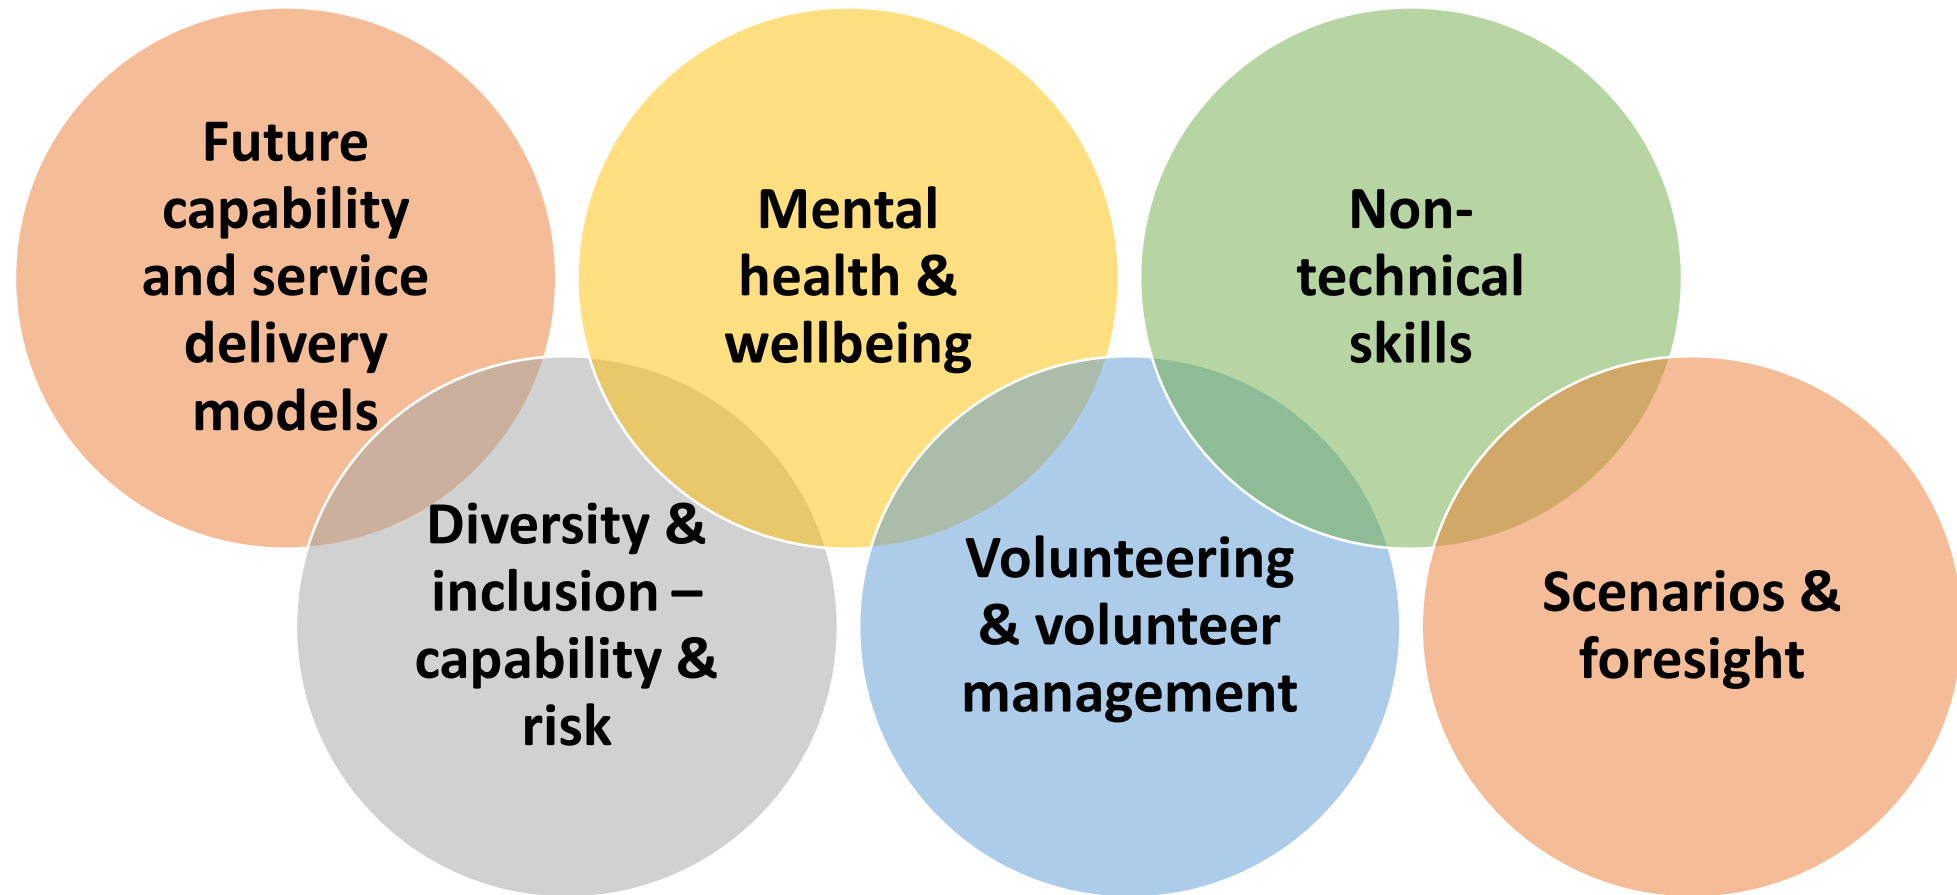 Future
capability
and service
delivery
models
Mental
health &
wellbeing
Non-
technical
skills
Diversity &
inclusion –
capability &
risk
Volunteering
& volunteer
management
Scenarios &
foresight